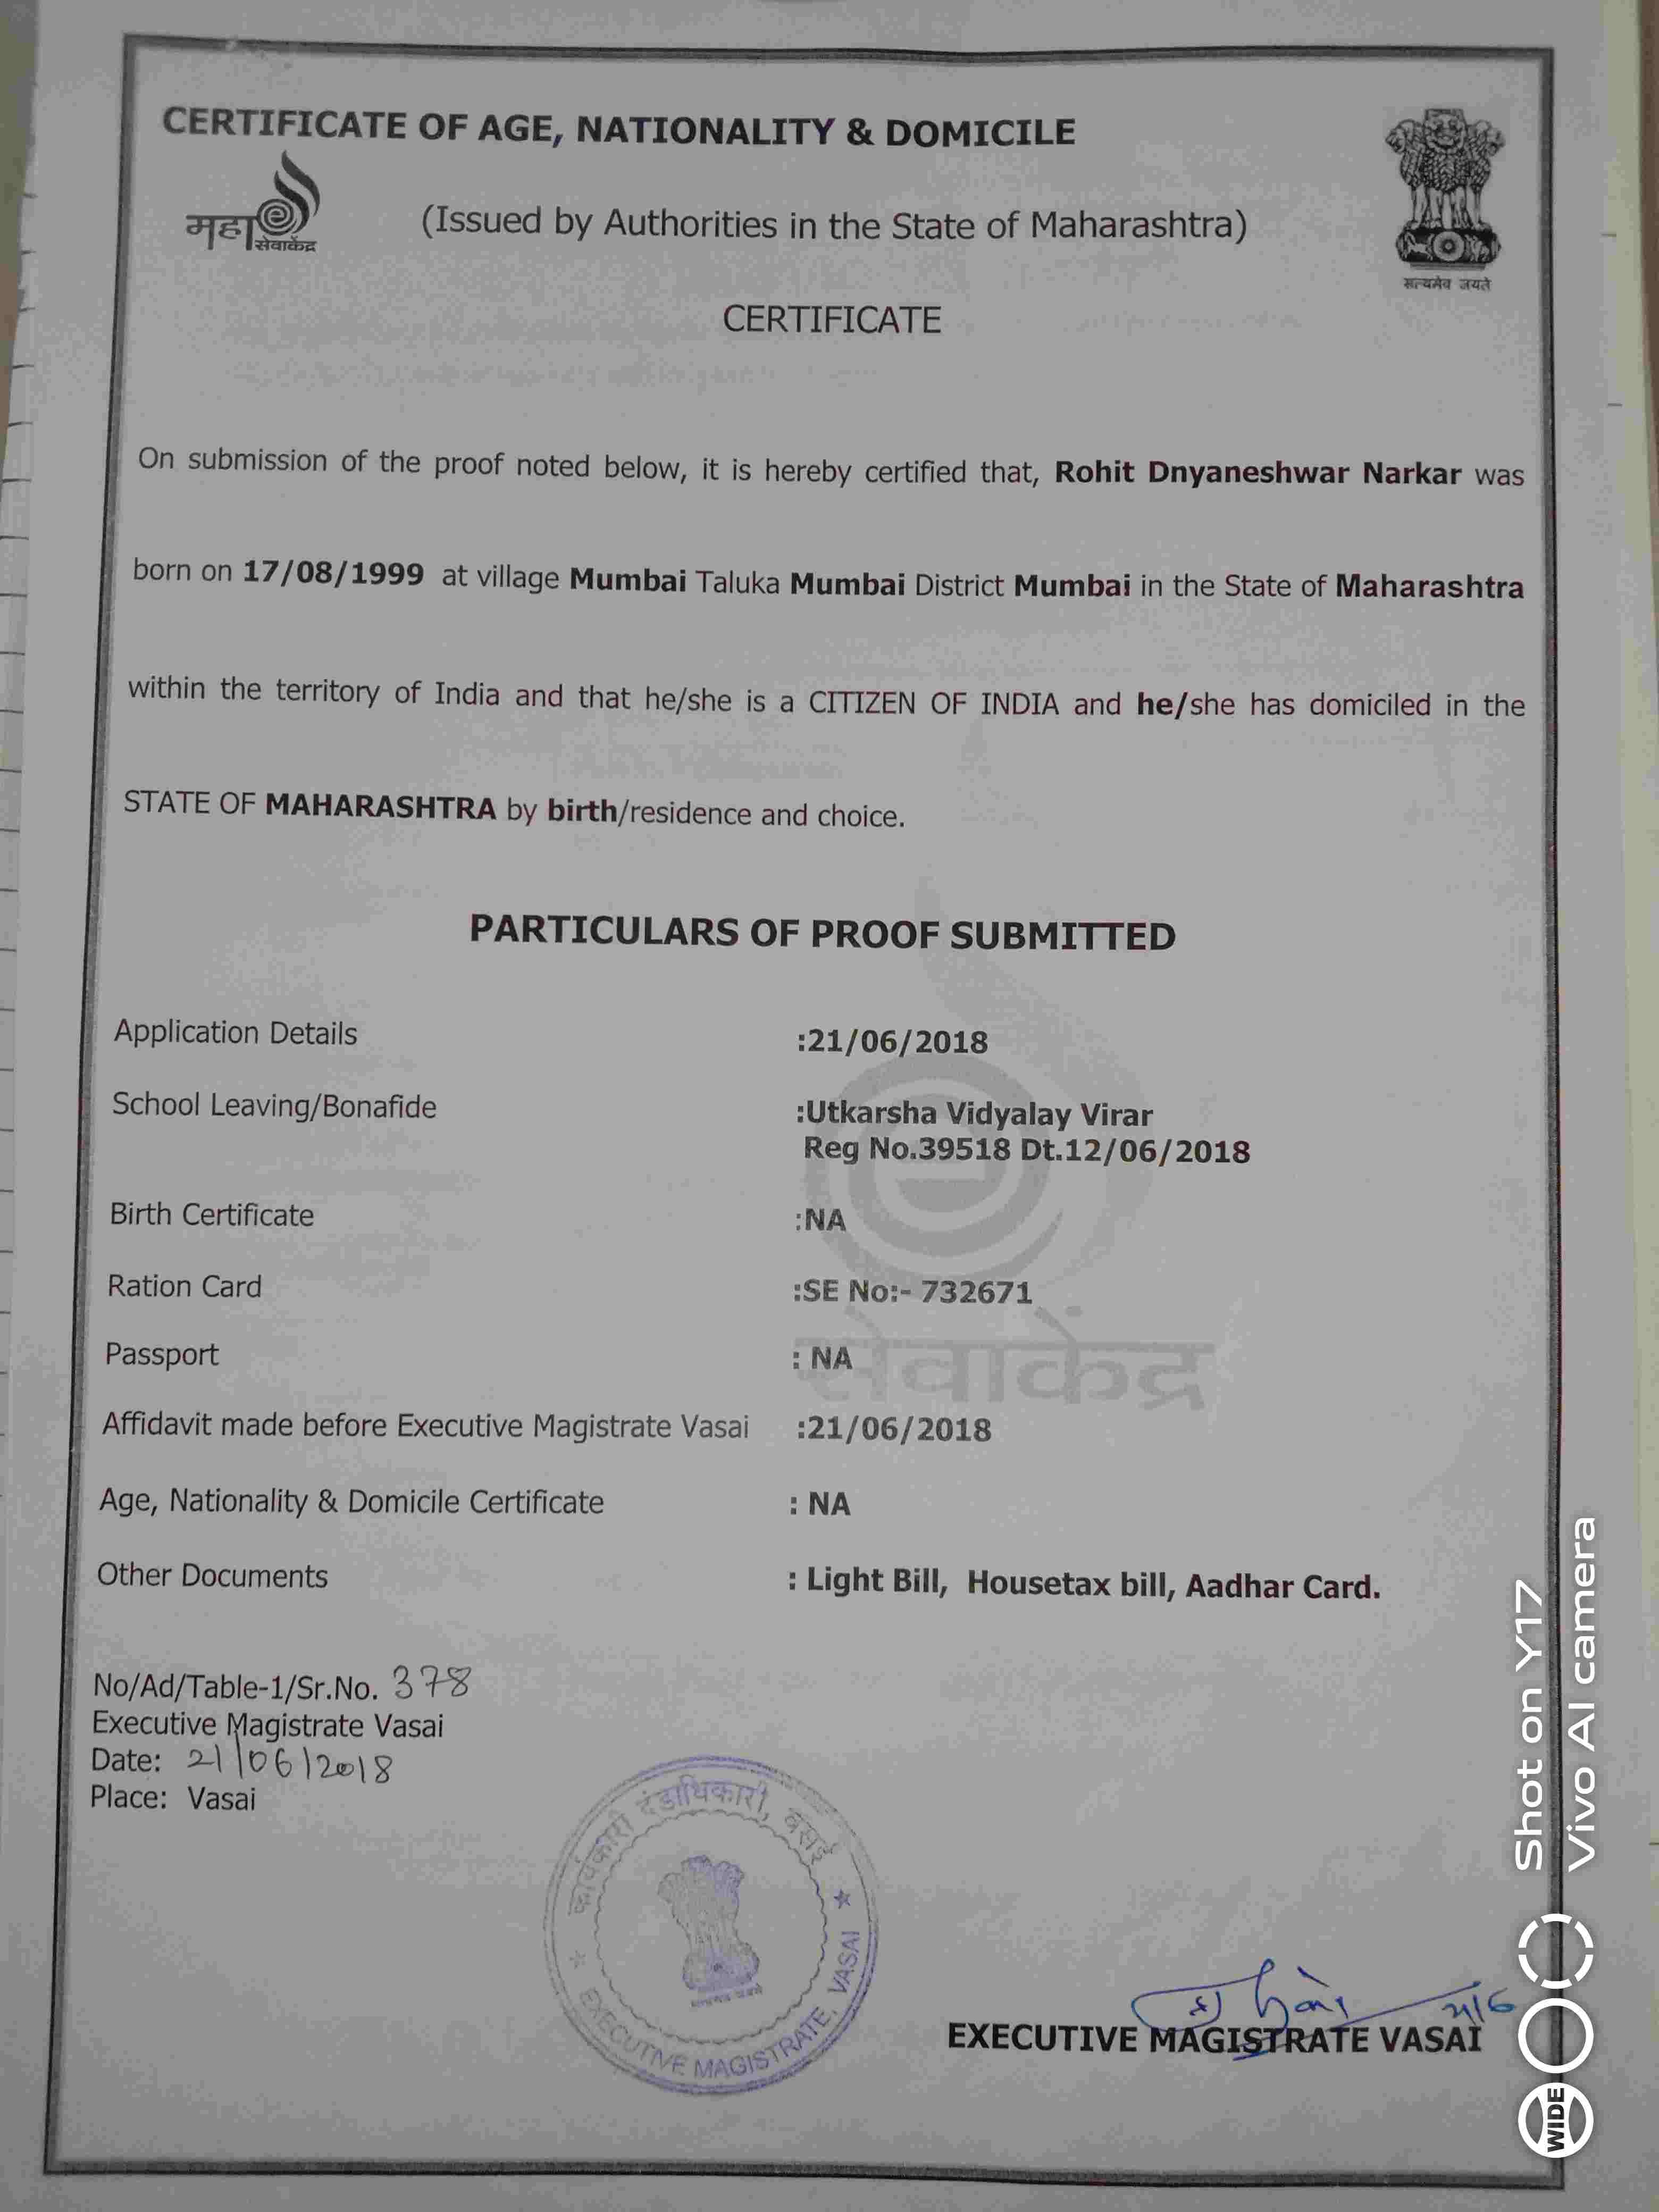 CERTIFICATE OF AGE, NATIONALITY & DOMICILE
महा
सेवाकेंद्र
(Issued by Authorities in the State of Maharashtra)
सत्यमेव जयते
CERTIFICATE
On submission of the proof noted below, it is hereby certified that, Rohit Dnyaneshwar Narkar was
born on 17/08/1999 at village Mumbai Taluka Mumbai District Mumbai in the State of Maharashtra
within the territory of India and that he/she is a CITIZEN OF INDIA and he/she has domiciled in the
STATE OF MAHARASHTRA by birth/residence and choice.
PARTICULARS OF PROOF SUBMITTED
Application Details :21/06/2018
School Leaving/Bonafide :Utkarsha Vidyalay Virar
Reg No.39518 Dt.12/06/2018
Birth Certificate :NA
Ration Card :SE No:- 732671
Passport : NA
सेवाकेंद्र
Affidavit made before Executive Magistrate Vasai :21/06/2018
Age, Nationality & Domicile Certificate : NA
Other Documents : Light Bill, Housetax bill, Aadhar Card.
No/Ad/Table-1/Sr.No. 378
Executive Magistrate Vasai
Date: 21/06/2018
Place: Vasai
कार्यकारी दंडाधिकारी, वसई
EXECUTIVE MAGISTRATE, VASAI
EXECUTIVE MAGISTRATE VASAI
Shot on Y17
Vivo AI camera
WIDE